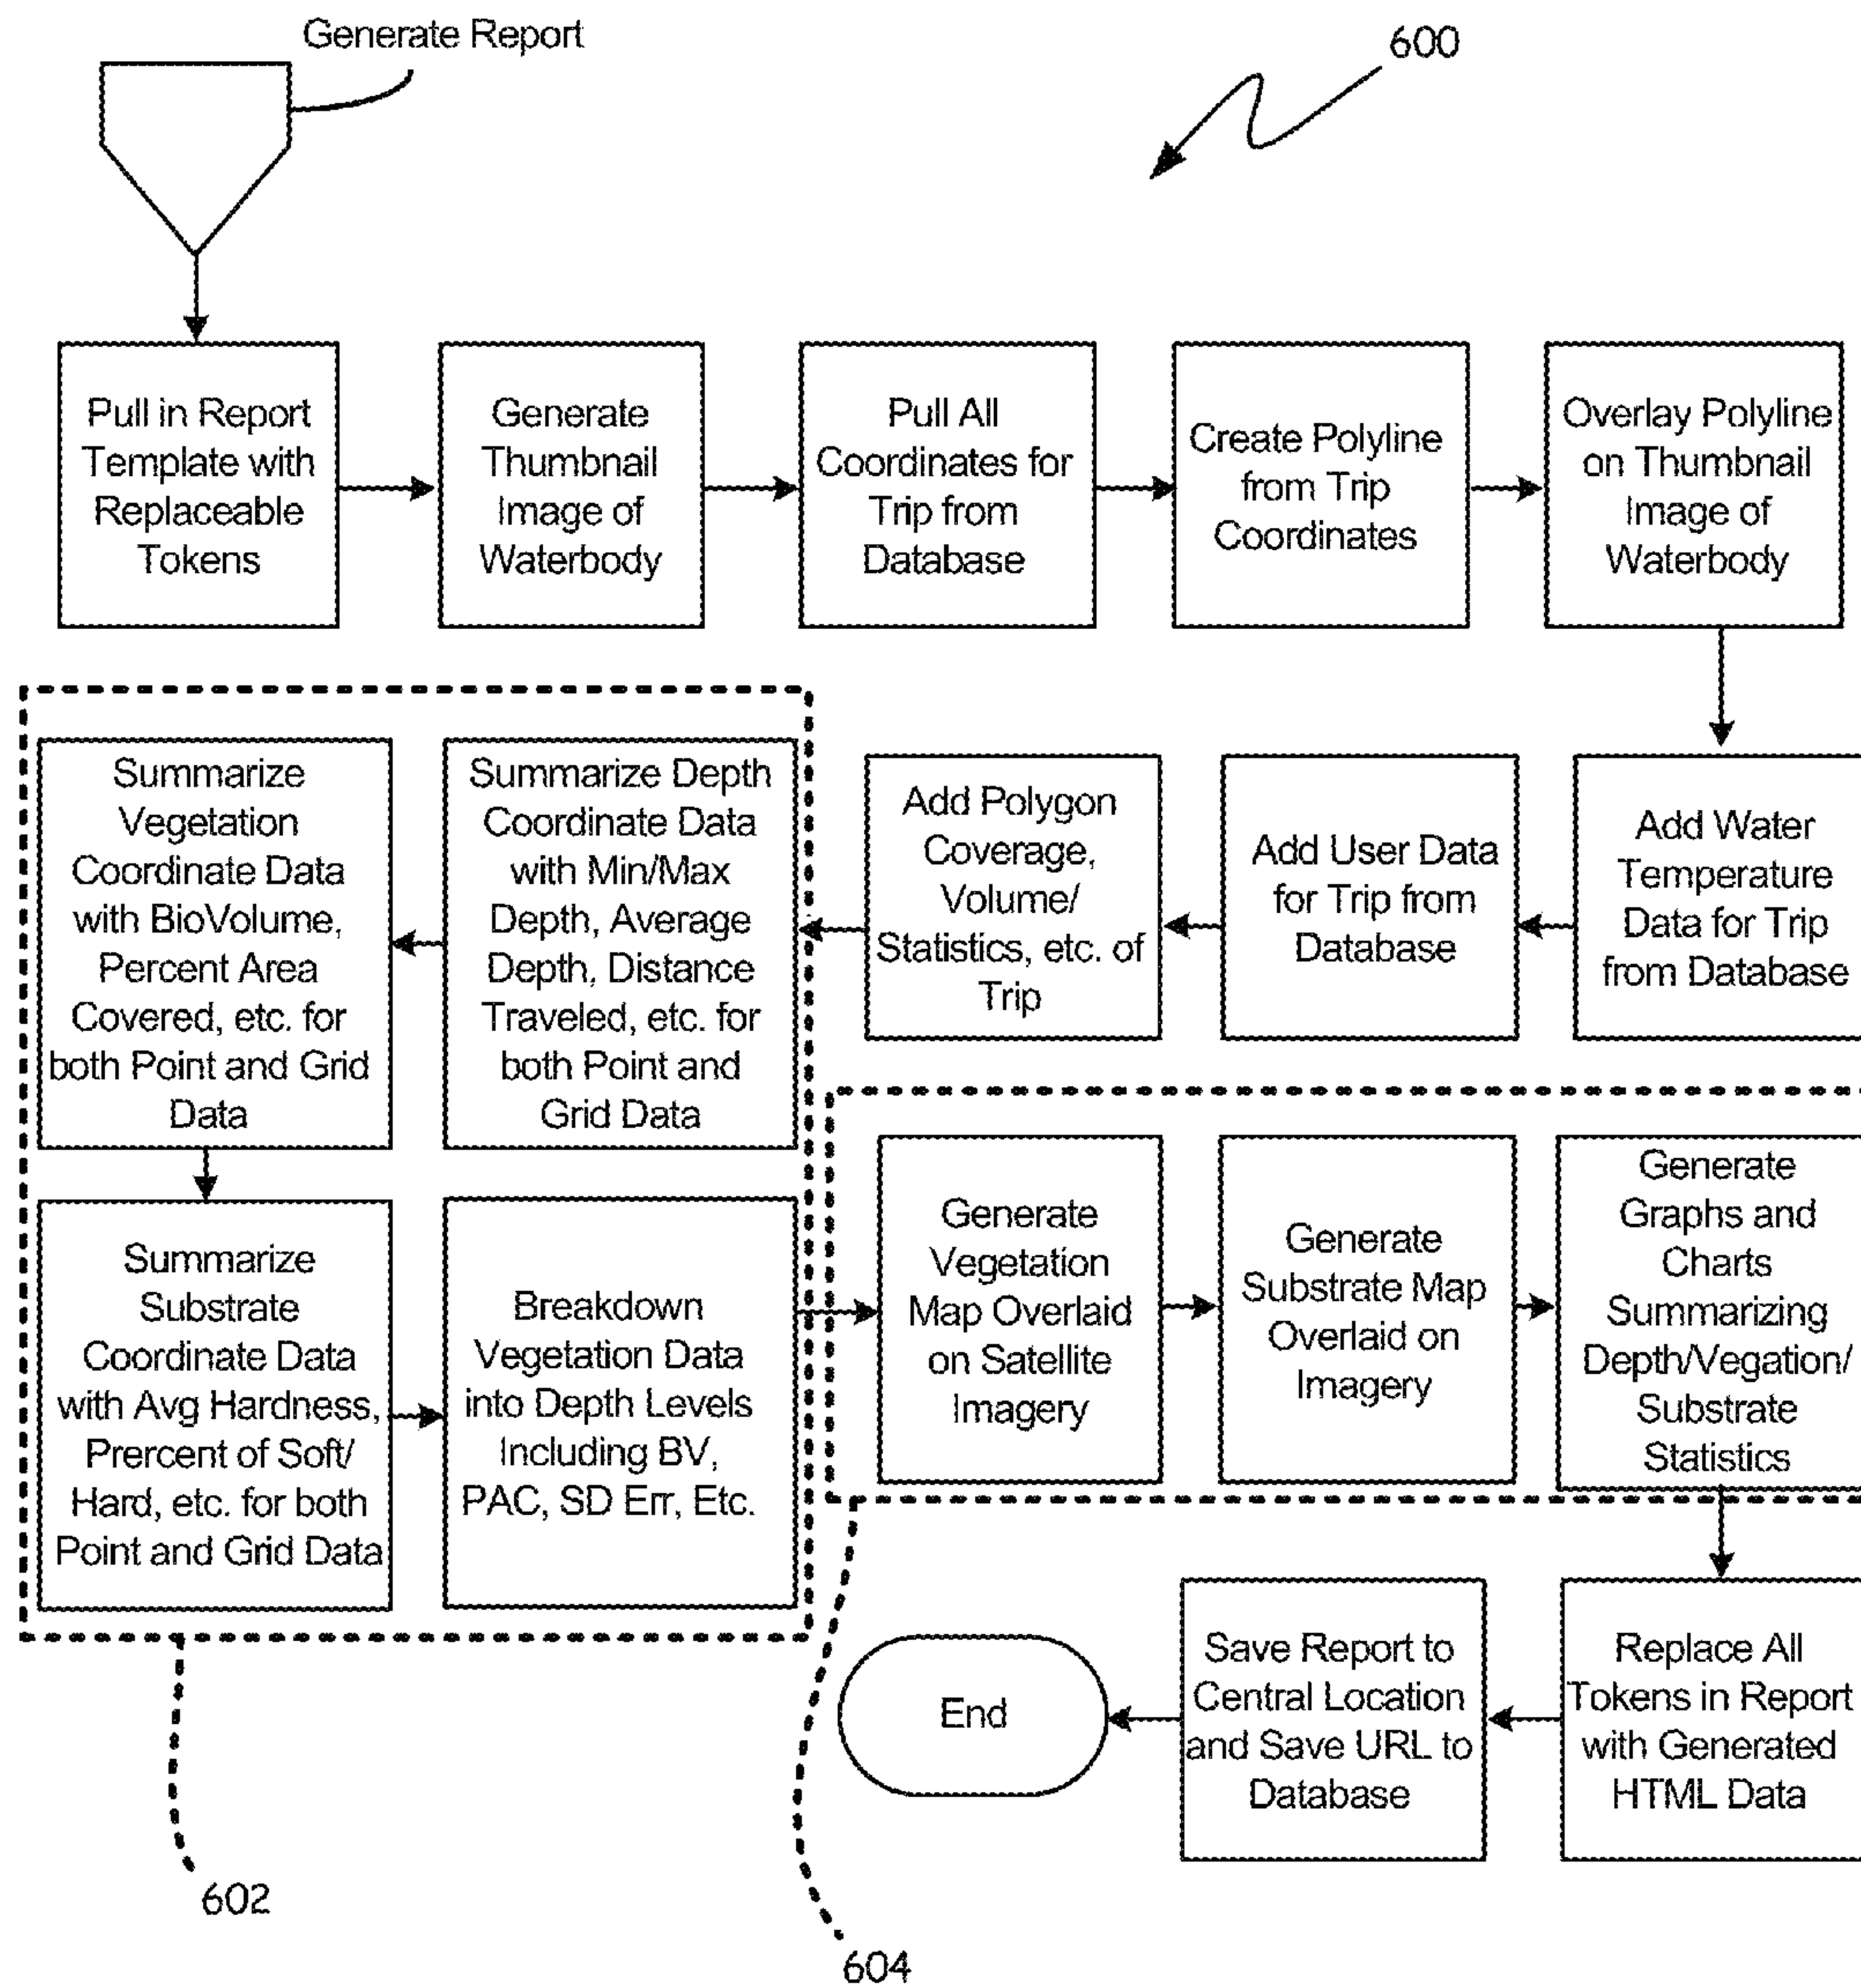 Generate Report
600
Pull in Report
Template with
Replaceable
Tokens
Generate
Thumbnail
Image of
Waterbody
Pull All
Coordinates for
Trip from
Database
Create Polyline
from Trip
Coordinates
Overlay Polyline
on Thumbnail
Image of
Waterbody
Add Water
Temperature
Data for Trip
from Database
Add User Data
for Trip from
Database
Add Polygon
Coverage,
Volume/
Statistics, etc. of
Trip
Summarize Depth
Coordinate Data
with Min/Max
Depth, Average
Depth, Distance
Traveled, etc. for
both Point and
Grid Data
Summarize
Vegetation
Coordinate Data
with BioVolume,
Percent Area
Covered, etc. for
both Point and Grid
Data
Summarize
Substrate
Coordinate Data
with Avg Hardness,
Prercent of Soft/
Hard, etc. for both
Point and Grid Data
Breakdown
Vegetation Data
into Depth Levels
Including BV,
PAC, SD Err, Etc.
Generate
Vegetation
Map Overlaid
on Satellite
Imagery
Generate
Substrate Map
Overlaid on
Imagery
Generate
Graphs and
Charts
Summarizing
Depth/Vegation/
Substrate
Statistics
Replace All
Tokens in Report
with Generated
HTML Data
Save Report to
Central Location
and Save URL to
Database
End
602
604